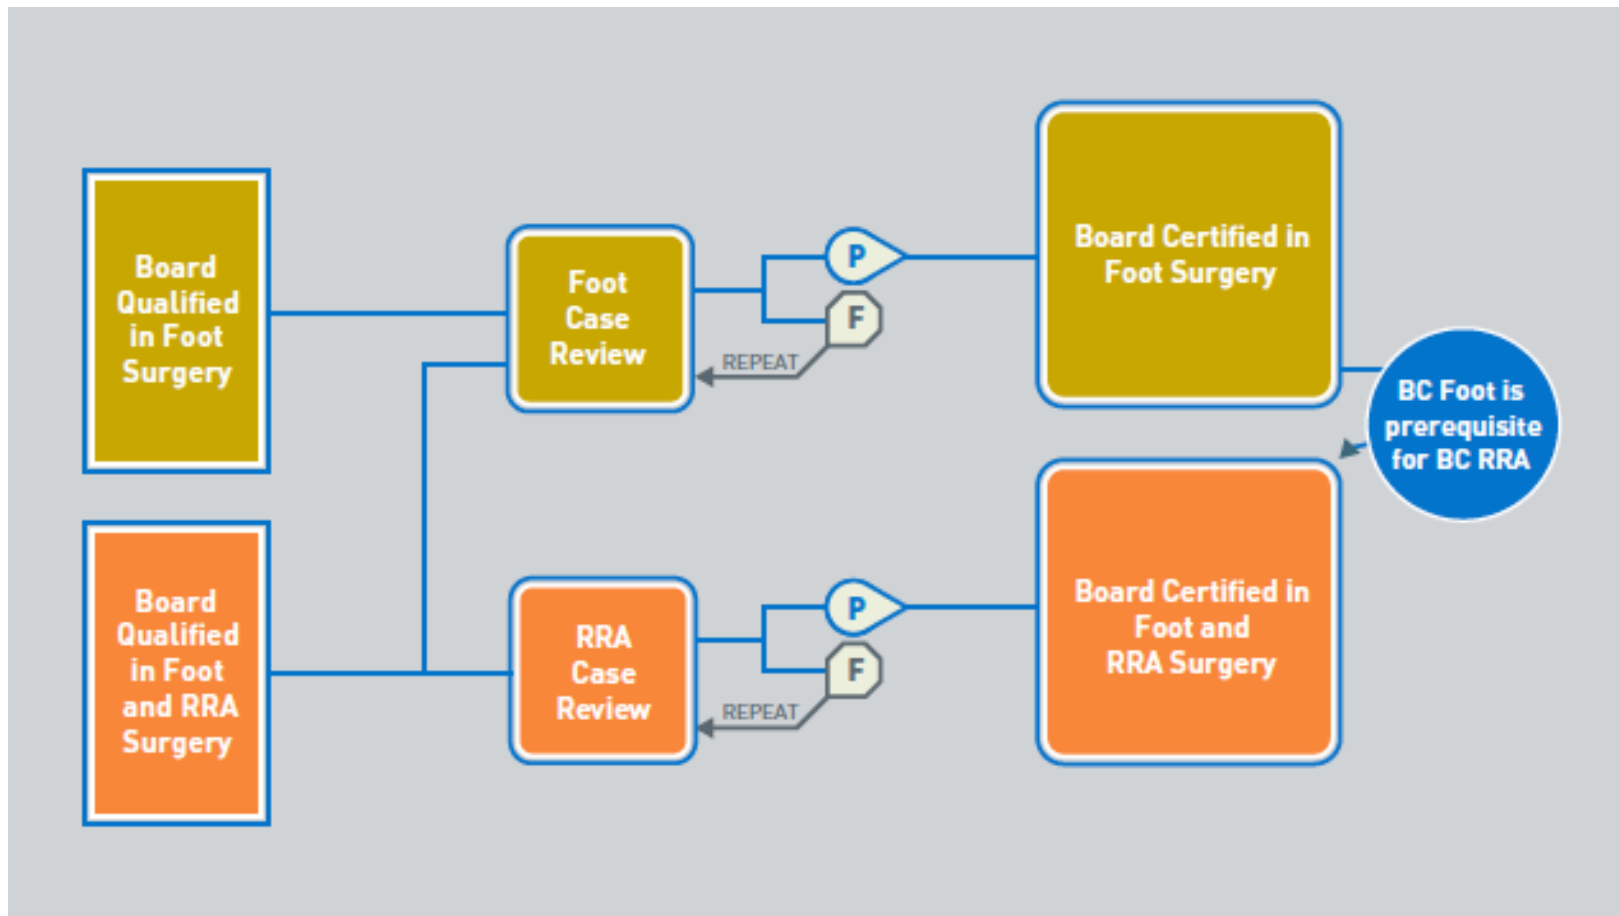 Board
Qualified
in Foot
Surgery
Foot
Case
Review
P
F
REPEAT
Board Certified in
Foot Surgery
BC Foot is
prerequisite
for BC RRA
Board
Qualified
in Foot
and RRA
Surgery
RRA
Case
Review
P
F
REPEAT
Board Certified in
Foot and
RRA Surgery